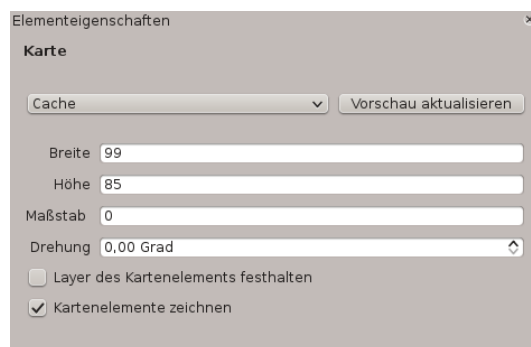 Elementeigenschaften
Karte
Cache Vorschau aktualisieren
Breite 99
Höhe 85
Maßstab 0
Drehung 0,00 Grad
Layer des Kartenelements festhalten
Kartenelemente zeichnen